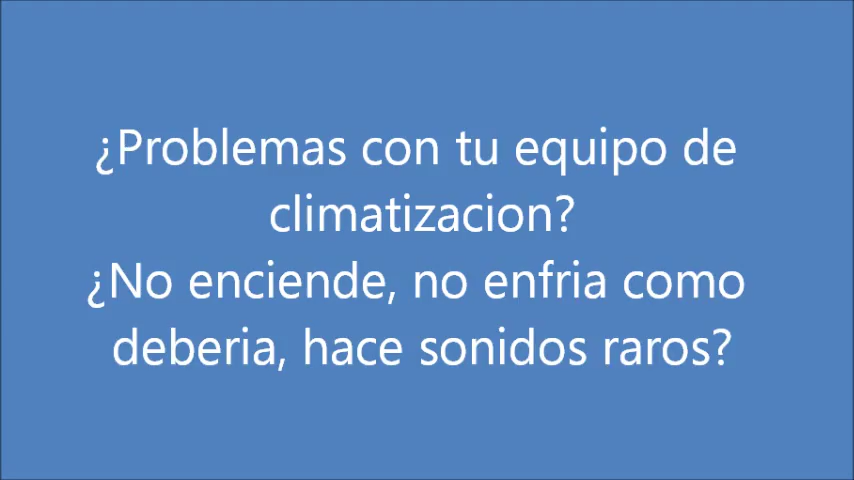 ¿Problemas con tu equipo de
climatizacion?
¿No enciende, no enfria como
deberia, hace sonidos raros?